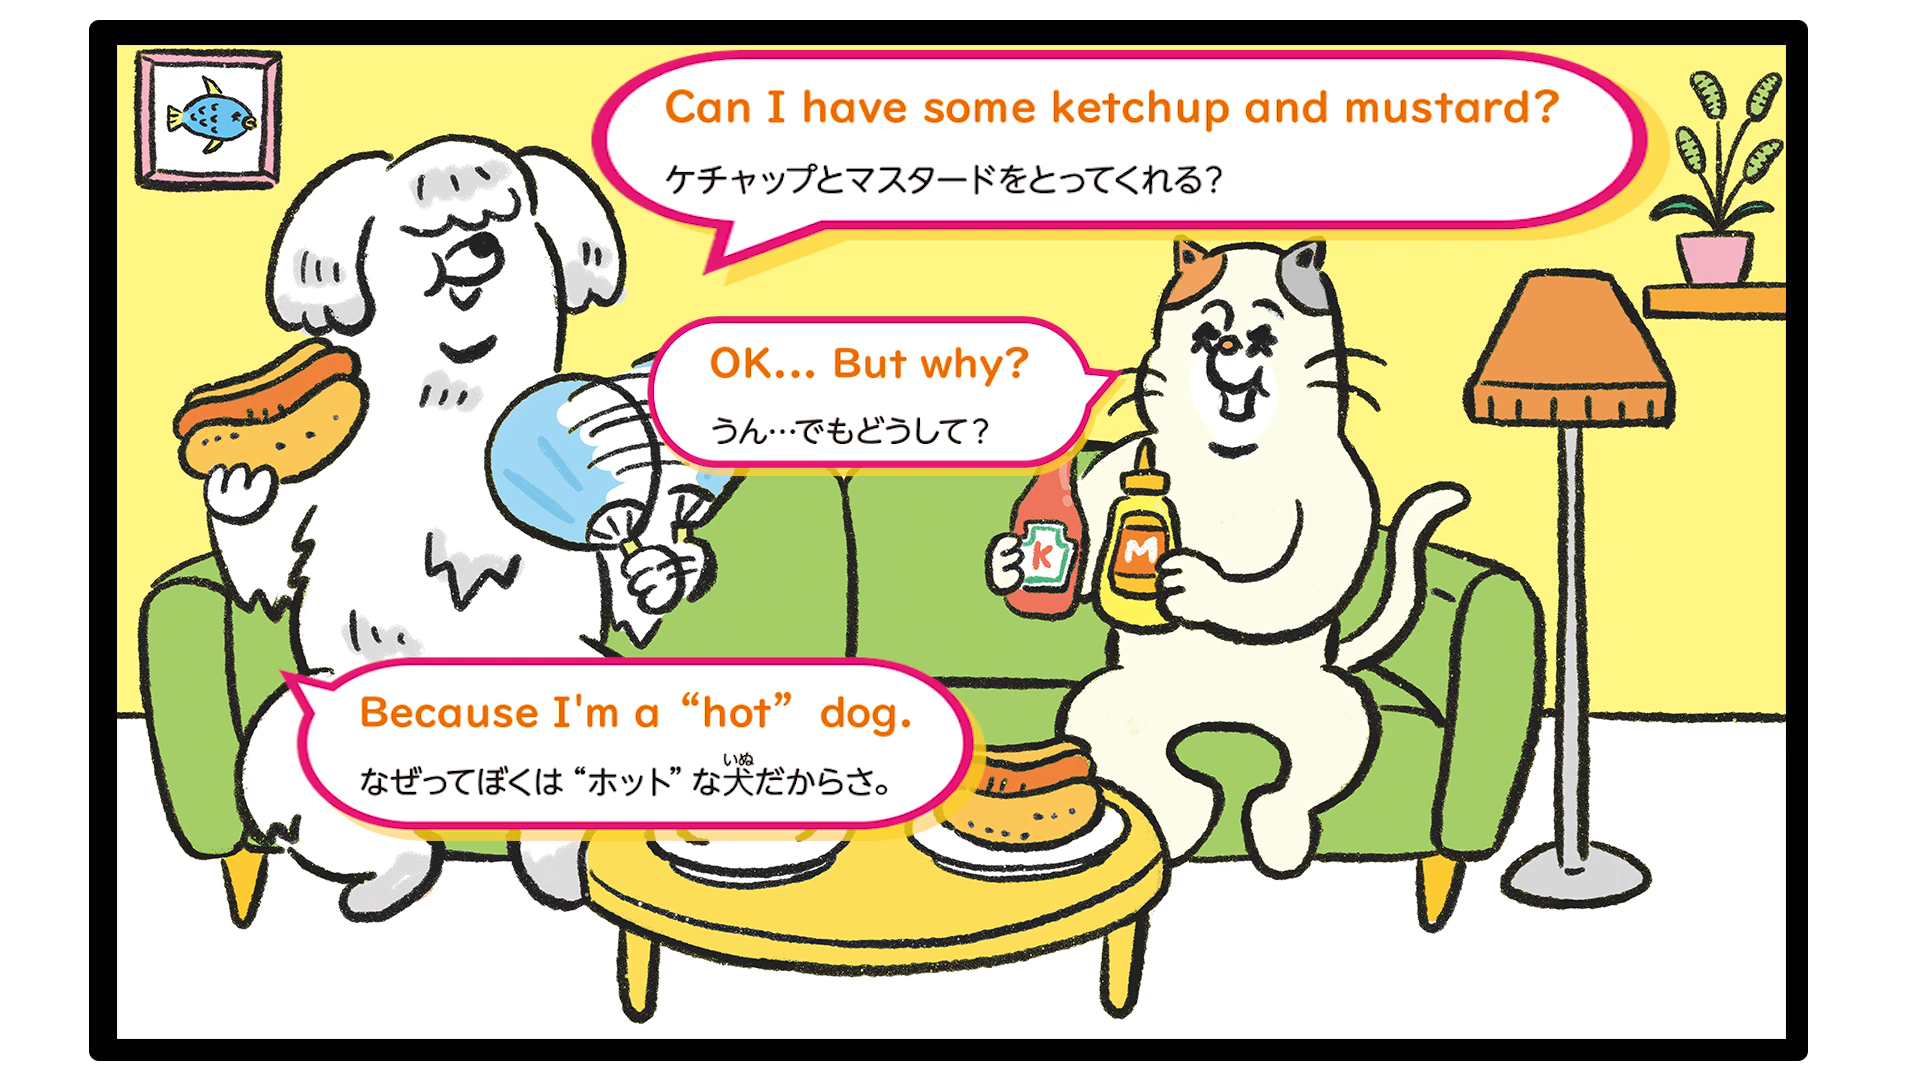 Can I have some ketchup and mustard?
ケチャップとマスタードをとってくれる?
OK... But why?
うん…でもどうして?
K
M
Because I'm a “hot” dog.
なぜってぼくは “ホット” な犬だからさ。
いぬ